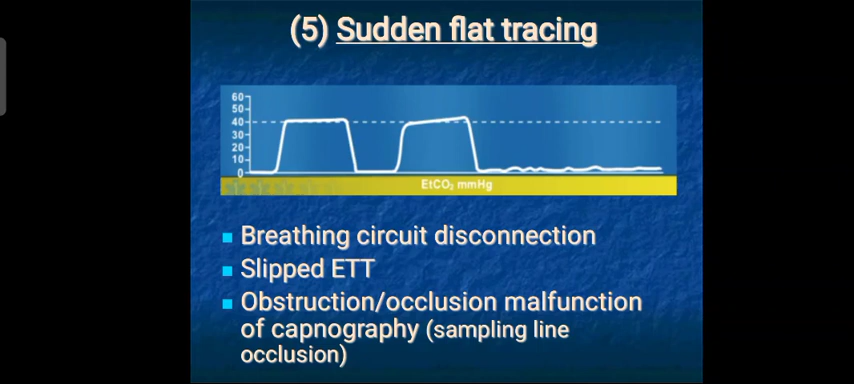 (5) Sudden flat tracing
60
50
40
30
20
10
0
EtCO₂ mmHg
Breathing circuit disconnection
Slipped ETT
Obstruction/occlusion malfunction
of capnography (sampling line
occlusion)